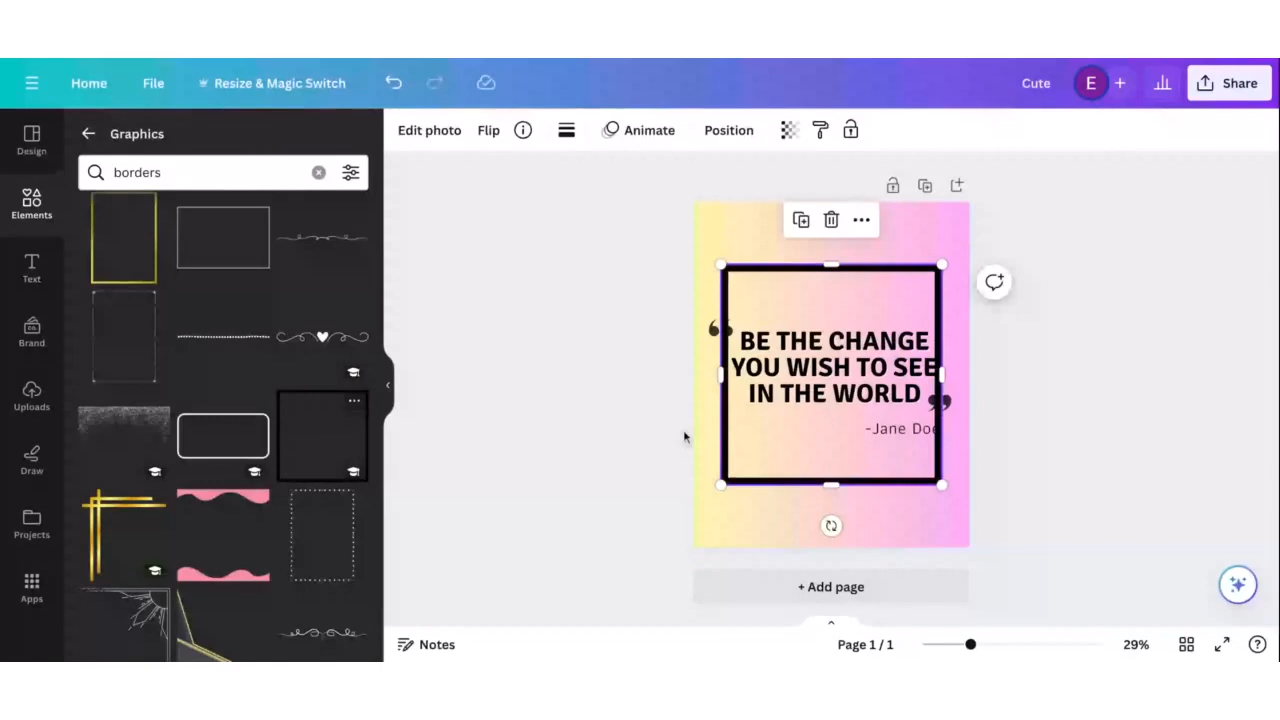 Home
File
Resize & Magic Switch
Cute
E
+
Share
Design
Elements
Text
Brand
Uploads
Draw
Projects
Apps
Graphics
borders
Edit photo
Flip
Animate
Position
“
BE THE CHANGE
YOU WISH TO SEE
IN THE WORLD
”
-Jane Doe
+ Add page
Notes
Page 1 / 1
29%